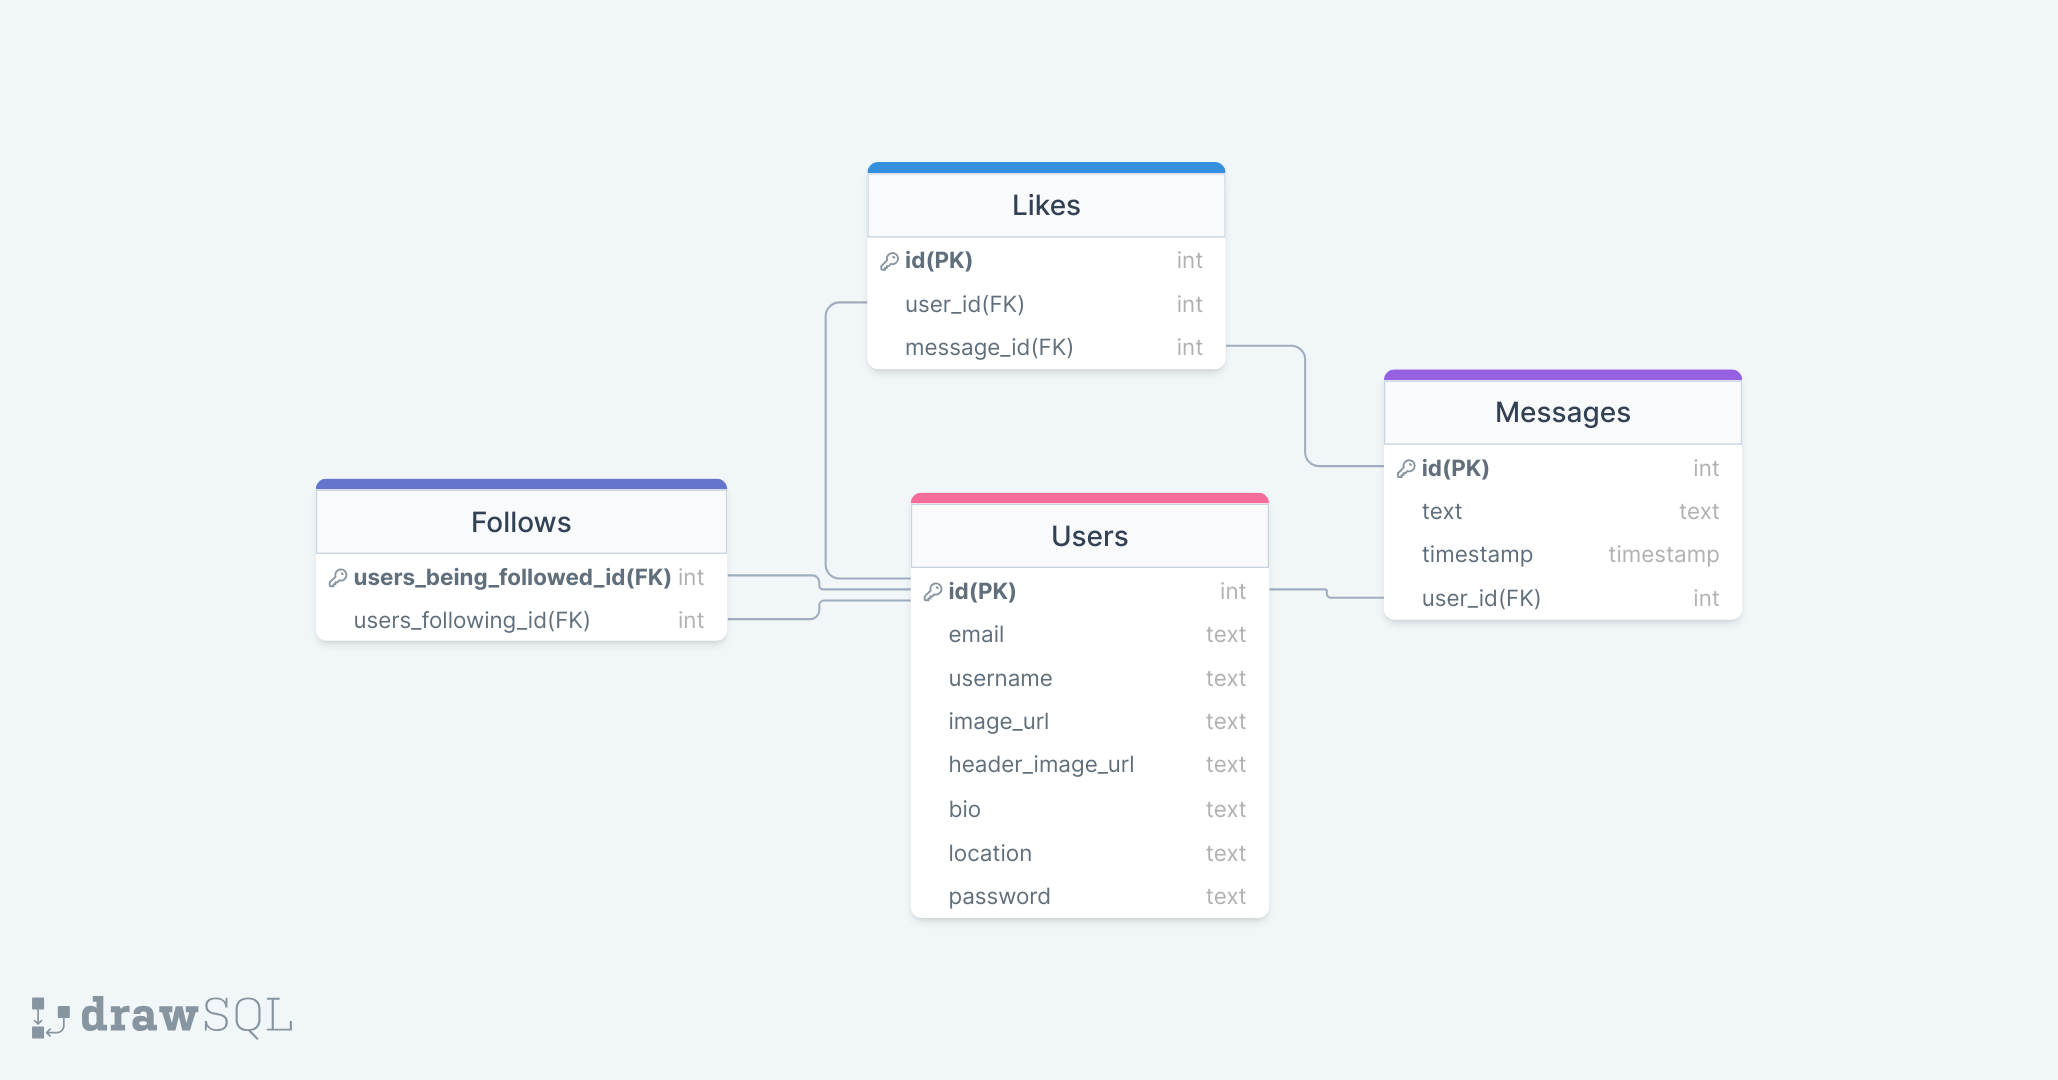 Likes
id(PK) int
user_id(FK) int
message_id(FK) int
Messages
id(PK) int
text text
timestamp timestamp
user_id(FK) int
Follows
users_being_followed_id(FK) int
users_following_id(FK) int
Users
id(PK) int
email text
username text
image_url text
header_image_url text
bio text
location text
password text
drawSQL